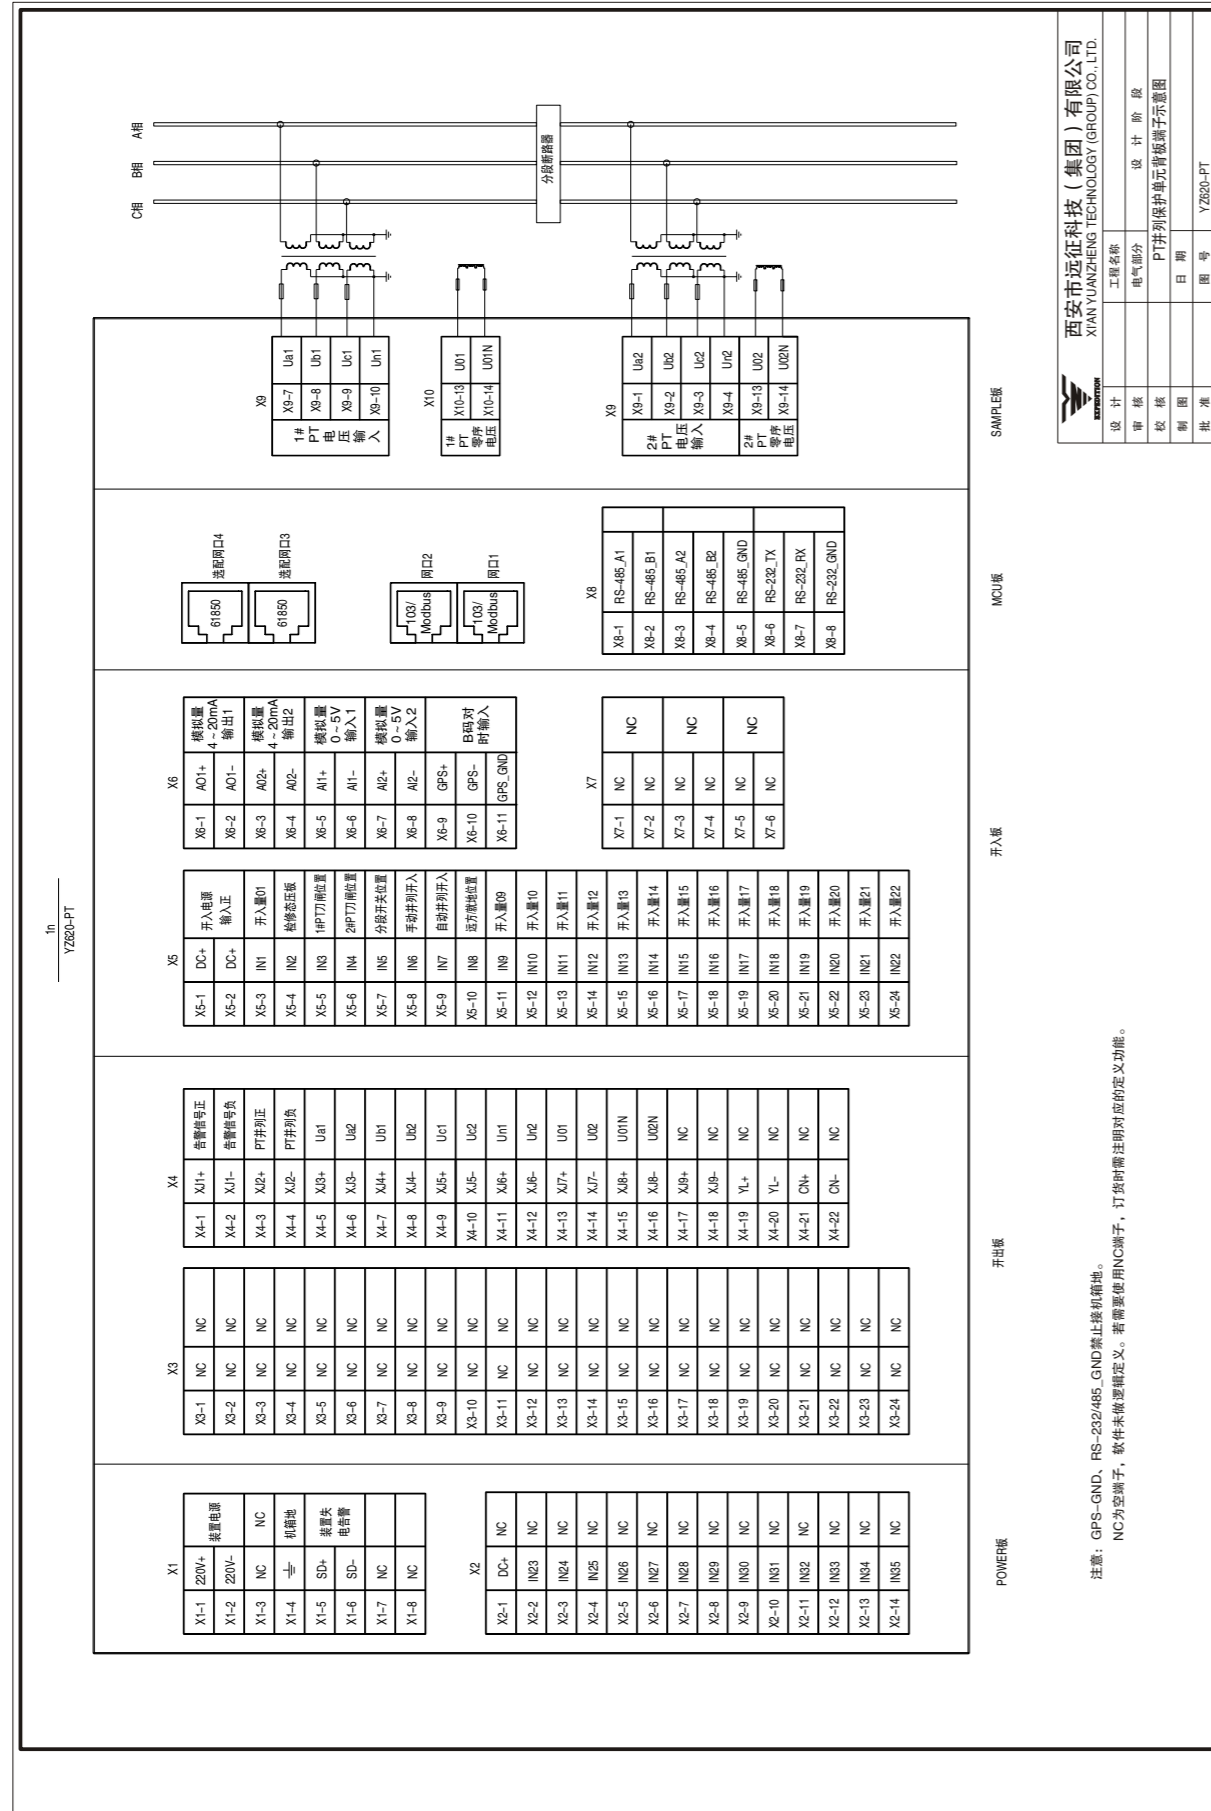 1n
YZ620-PT
X1
X1-1 220V+ 装置电源
X1-2 220V-
X1-3 NC NC
X1-4 机箱地
X1-5 SD+ 装置失
电告警
X1-6 SD-
X1-7 NC
X1-8 NC
X2
X2-1 DC+ NC
X2-2 IN23 NC
X2-3 IN24 NC
X2-4 IN25 NC
X2-5 IN26 NC
X2-6 IN27 NC
X2-7 IN28 NC
X2-8 IN29 NC
X2-9 IN30 NC
X2-10 IN31 NC
X2-11 IN32 NC
X2-12 IN33 NC
X2-13 IN34 NC
X2-14 IN35 NC
POWER板
X3
X3-1 NC NC
X3-2 NC NC
X3-3 NC NC
X3-4 NC NC
X3-5 NC NC
X3-6 NC NC
X3-7 NC NC
X3-8 NC NC
X3-9 NC NC
X3-10 NC NC
X3-11 NC NC
X3-12 NC NC
X3-13 NC NC
X3-14 NC NC
X3-15 NC NC
X3-16 NC NC
X3-17 NC NC
X3-18 NC NC
X3-19 NC NC
X3-20 NC NC
X3-21 NC NC
X3-22 NC NC
X3-23 NC NC
X3-24 NC NC
X4
X4-1 XJ1+ 告警信号正
X4-2 XJ1- 告警信号负
X4-3 XJ2+ PT并列正
X4-4 XJ2- PT并列负
X4-5 XJ3+ Ua1
X4-6 XJ3- Ua2
X4-7 XJ4+ Ub1
X4-8 XJ4- Ub2
X4-9 XJ5+ Uc1
X4-10 XJ5- Uc2
X4-11 XJ6+ Un1
X4-12 XJ6- Un2
X4-13 XJ7+ U01
X4-14 XJ7- U02
X4-15 XJ8+ U01N
X4-16 XJ8- U02N
X4-17 XJ9+ NC
X4-18 XJ9- NC
X4-19 YL+ NC
X4-20 YL- NC
X4-21 CN+ NC
X4-22 CN- NC
开出板
X5
X5-1 DC+ 开入电源
输入正
X5-2 DC+
X5-3 IN1 开入量01
X5-4 IN2 检修态压板
X5-5 IN3 1#PT刀闸位置
X5-6 IN4 2#PT刀闸位置
X5-7 IN5 分段开关位置
X5-8 IN6 手动并列开入
X5-9 IN7 自动并列开入
X5-10 IN8 远方/就地位置
X5-11 IN9 开入量09
X5-12 IN10 开入量10
X5-13 IN11 开入量11
X5-14 IN12 开入量12
X5-15 IN13 开入量13
X5-16 IN14 开入量14
X5-17 IN15 开入量15
X5-18 IN16 开入量16
X5-19 IN17 开入量17
X5-20 IN18 开入量18
X5-21 IN19 开入量19
X5-22 IN20 开入量20
X5-23 IN21 开入量21
X5-24 IN22 开入量22
X6
X6-1 AO1+ 模拟量
4~20mA
输出1
X6-2 AO1-
X6-3 A02+ 模拟量
4~20mA
输出2
X6-4 A02-
X6-5 AI1+ 模拟量
0~5V
输入1
X6-6 AI1-
X6-7 AI2+ 模拟量
0~5V
输入2
X6-8 AI2-
X6-9 GPS+ B码对
时输入
X6-10 GPS-
X6-11 GPS_GND
X7
X7-1 NC NC
X7-2 NC
X7-3 NC NC
X7-4 NC
X7-5 NC NC
X7-6 NC
开入板
61850 选配网口4
61850 选配网口3
103/
Modbus 网口2
103/
Modbus 网口1
X8
X8-1 RS-485_A1
X8-2 RS-485_B1
X8-3 RS-485_A2
X8-4 RS-485_B2
X8-5 RS-485_GND
X8-6 RS-232_TX
X8-7 RS-232_RX
X8-8 RS-232_GND
MCU板
X9
1#
PT
电
压
输
入
X9-7 Ua1
X9-8 Ub1
X9-9 Uc1
X9-10 Un1
X10
1#
PT
零序
电压
X10-13 U01
X10-14 U01N
X9
2#
PT
电压
输入
X9-1 Ua2
X9-2 Ub2
X9-3 Uc2
X9-4 Un2
2#
PT
零序
电压
X9-13 U02
X9-14 U02N
SAMPLE板
A相
B相
C相
分段断路器
注意：GPS-GND、RS-232/485_GND禁止接机箱地。
NC为空端子，软件未做逻辑定义。若需要使用NC端子，订货时需注明对应的定义功能。
EXPEDITION
西安市远征科技（集团）有限公司
XI'AN YUANZHENG TECHNOLOGY (GROUP) CO.,LTD.
设 计 工程名称
审 核 电气部分 设 计 阶 段
校 核 PT并列保护单元背板端子示意图
制 图 日 期
批 准 图 号 YZ620-PT